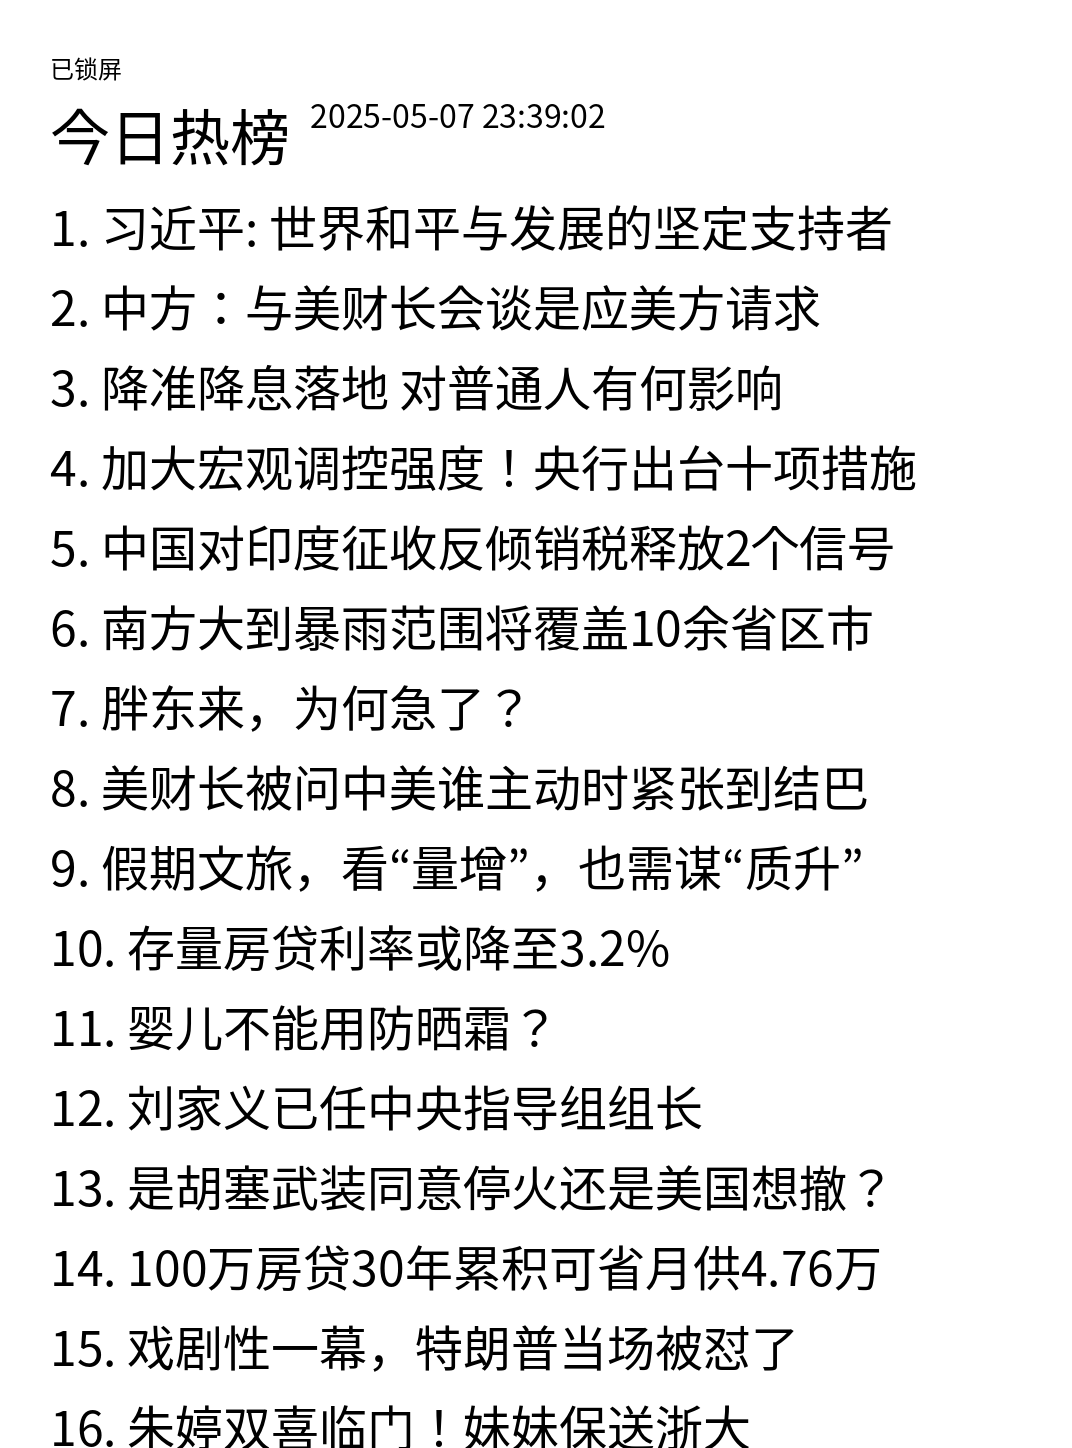 已锁屏
今日热榜 2025-05-07 23:39:02
1. 习近平: 世界和平与发展的坚定支持者
2. 中方：与美财长会谈是应美方请求
3. 降准降息落地 对普通人有何影响
4. 加大宏观调控强度！央行出台十项措施
5. 中国对印度征收反倾销税释放2个信号
6. 南方大到暴雨范围将覆盖10余省区市
7. 胖东来，为何急了？
8. 美财长被问中美谁主动时紧张到结巴
9. 假期文旅，看“量增”，也需谋“质升”
10. 存量房贷利率或降至3.2%
11. 婴儿不能用防晒霜？
12. 刘家义已任中央指导组组长
13. 是胡塞武装同意停火还是美国想撤？
14. 100万房贷30年累积可省月供4.76万
15. 戏剧性一幕，特朗普当场被怼了
16. 朱婷双喜临门！妹妹保送浙大